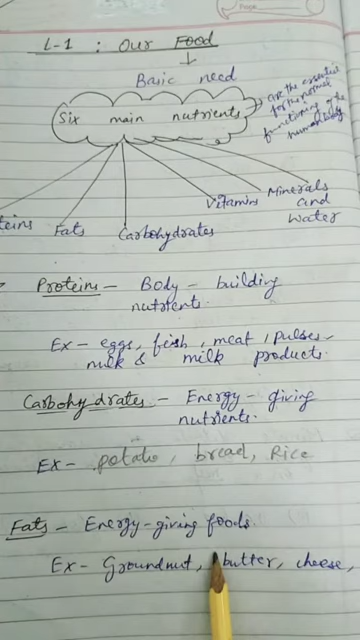 Page
L-1 : Our Food
Basic need
Six main nutrients
are the essential
for the normal
functioning of the
human body
teins
Fats
Carbohydrates
Vitamins
Minerals
and
water
Proteins - Body - building
nutrients.
Ex - eggs, fish, meat, pulses,
milk & milk products.
Carbohydrates - Energy - giving
nutrients.
Ex - potato, bread, Rice
Fats - Energy-giving foods.
Ex - Groundnut, butter, cheese,